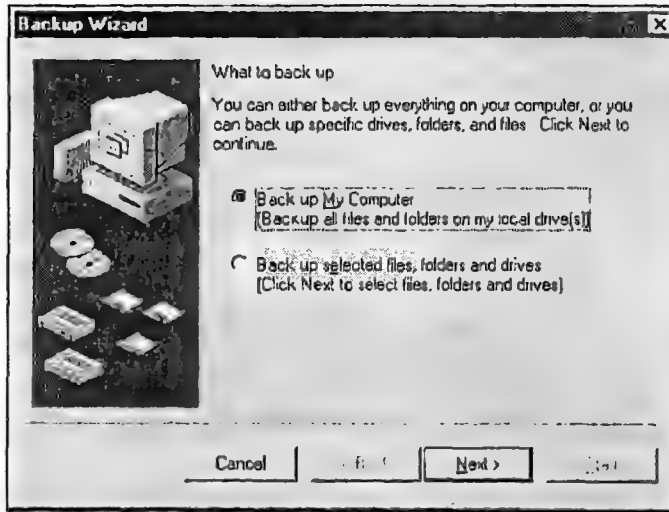 Backup Wizard
What to back up
You can either back up everything on your computer, or you
can back up specific drives, folders, and files Click Next to
continue.
Back up My Computer
[Backup all files and folders on my local drive(s)]
Back up selected files, folders and drives
[Click Next to select files, folders and drives]
Cancel
Next >